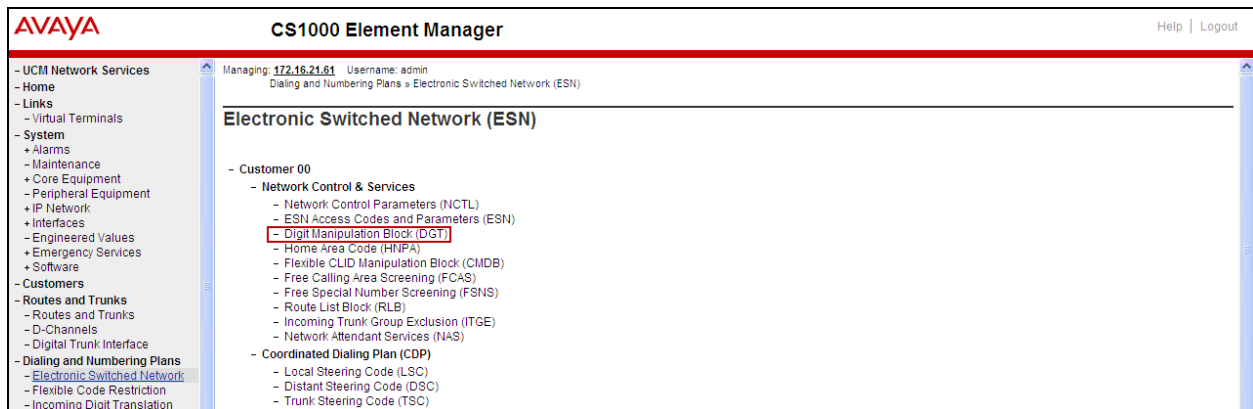 AVAYA
CS1000 Element Manager
Help | Logout
- UCM Network Services
- Home
- Links
- Virtual Terminals
- System
+ Alarms
- Maintenance
+ Core Equipment
- Peripheral Equipment
+ IP Network
+ Interfaces
- Engineered Values
+ Emergency Services
+ Software
- Customers
- Routes and Trunks
- Routes and Trunks
- D-Channels
- Digital Trunk Interface
- Dialing and Numbering Plans
- Electronic Switched Network
- Flexible Code Restriction
- Incoming Digit Translation
Managing: 172.16.21.61 Username: admin
Dialing and Numbering Plans » Electronic Switched Network (ESN)
Electronic Switched Network (ESN)
- Customer 00
- Network Control & Services
- Network Control Parameters (NCTL)
- ESN Access Codes and Parameters (ESN)
- Digit Manipulation Block (DGT)
- Home Area Code (HNPA)
- Flexible CLID Manipulation Block (CMDB)
- Free Calling Area Screening (FCAS)
- Free Special Number Screening (FSNS)
- Route List Block (RLB)
- Incoming Trunk Group Exclusion (ITGE)
- Network Attendant Services (NAS)
- Coordinated Dialing Plan (CDP)
- Local Steering Code (LSC)
- Distant Steering Code (DSC)
- Trunk Steering Code (TSC)